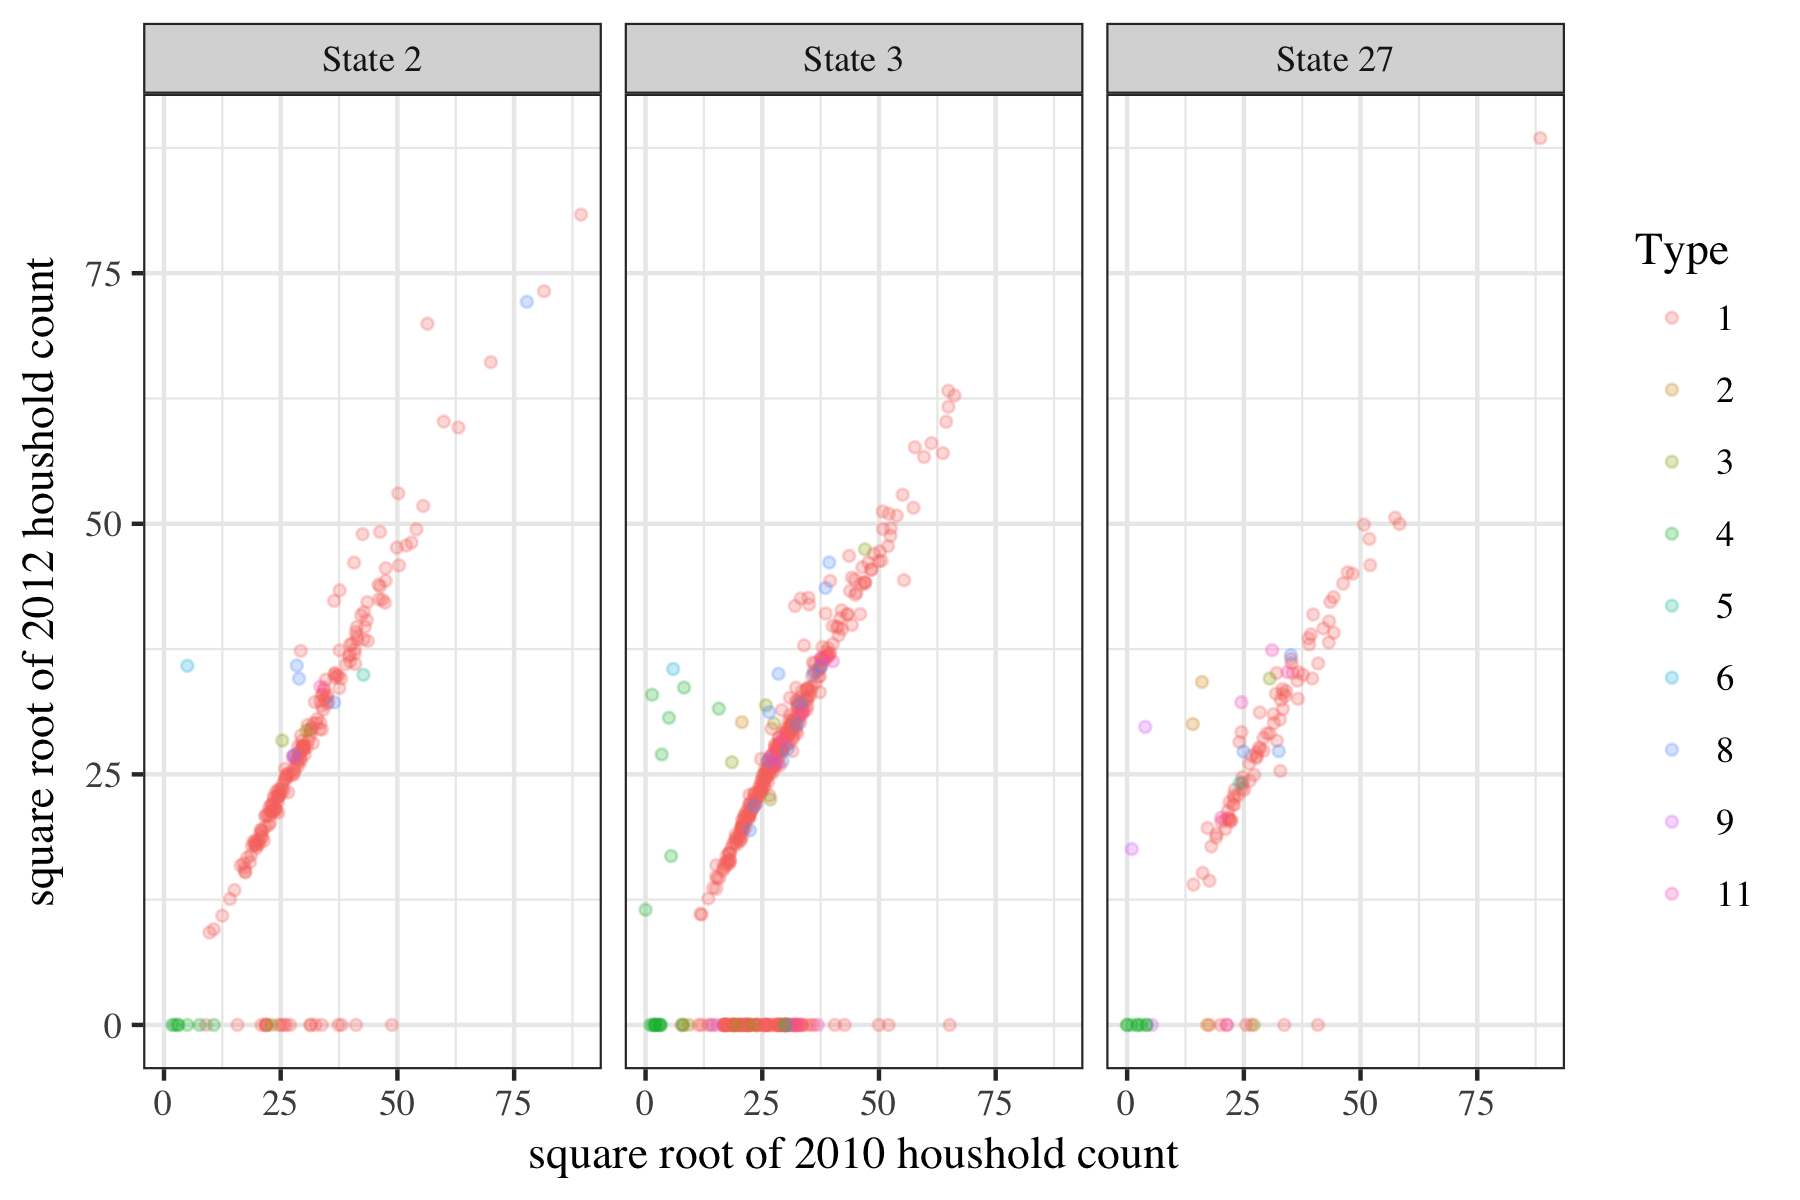 State 2
State 3
State 27
square root of 2012 houshold count
75
50
25
0
0 25 50 75
0 25 50 75
0 25 50 75
square root of 2010 houshold count
Type
1
2
3
4
5
6
8
9
11